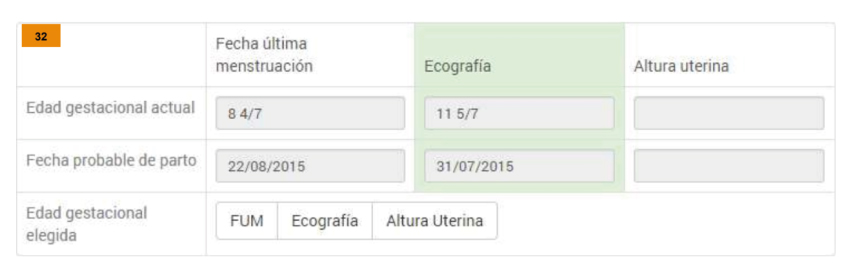 32
Fecha última
menstruación
Ecografía
Altura uterina
Edad gestacional actual
8 4/7
11 5/7
Fecha probable de parto
22/08/2015
31/07/2015
Edad gestacional
elegida
FUM
Ecografía
Altura Uterina